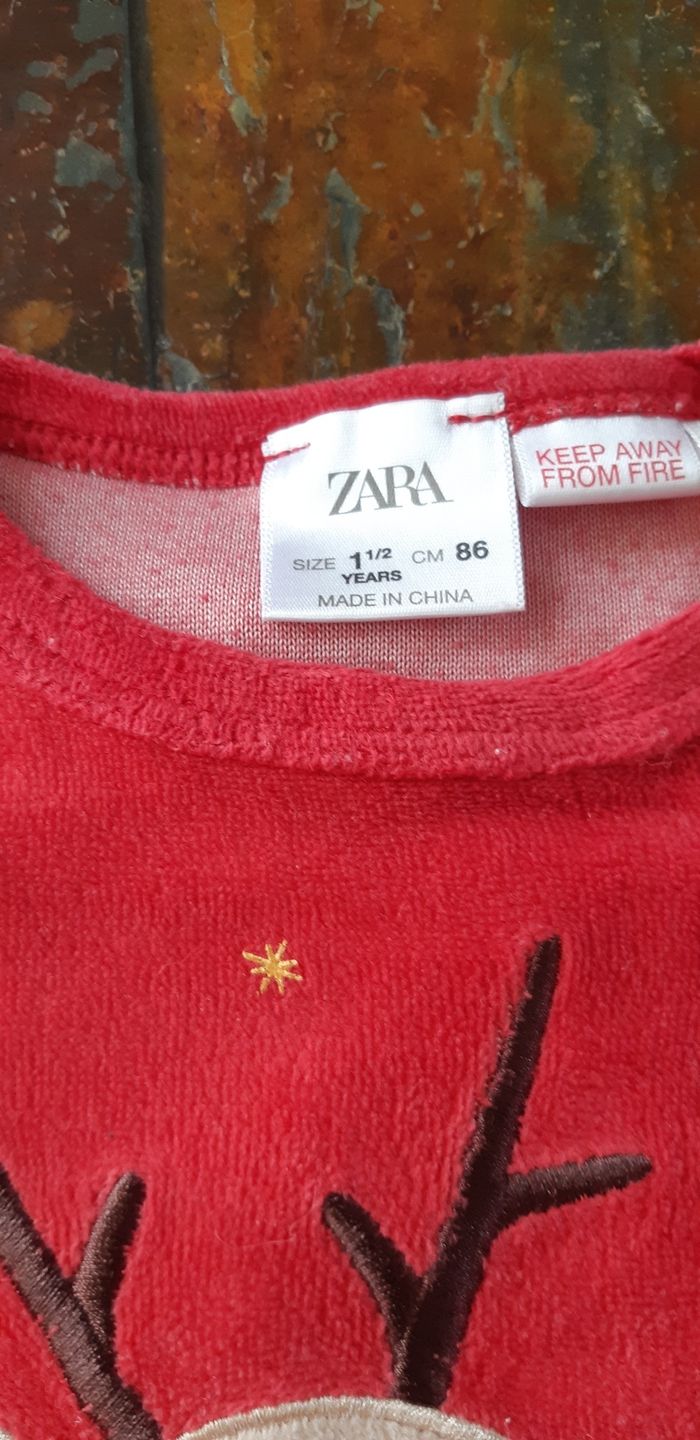 ZARA
SIZE 1 1/2 YEARS CM 86
MADE IN CHINA
KEEP AWAY
FROM FIRE